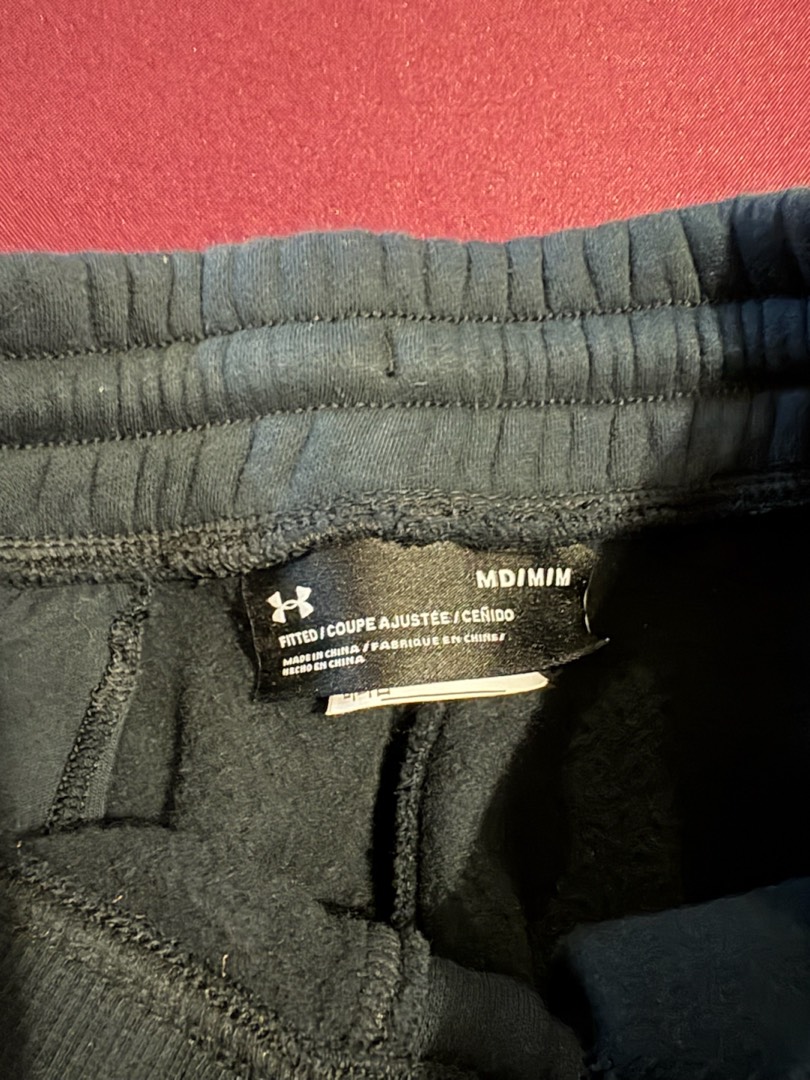 MD/M/M
FITTED / COUPE AJUSTÉE / CEÑIDO
MADE IN CHINA / FABRIQUÉ EN CHINE /
HECHO EN CHINA